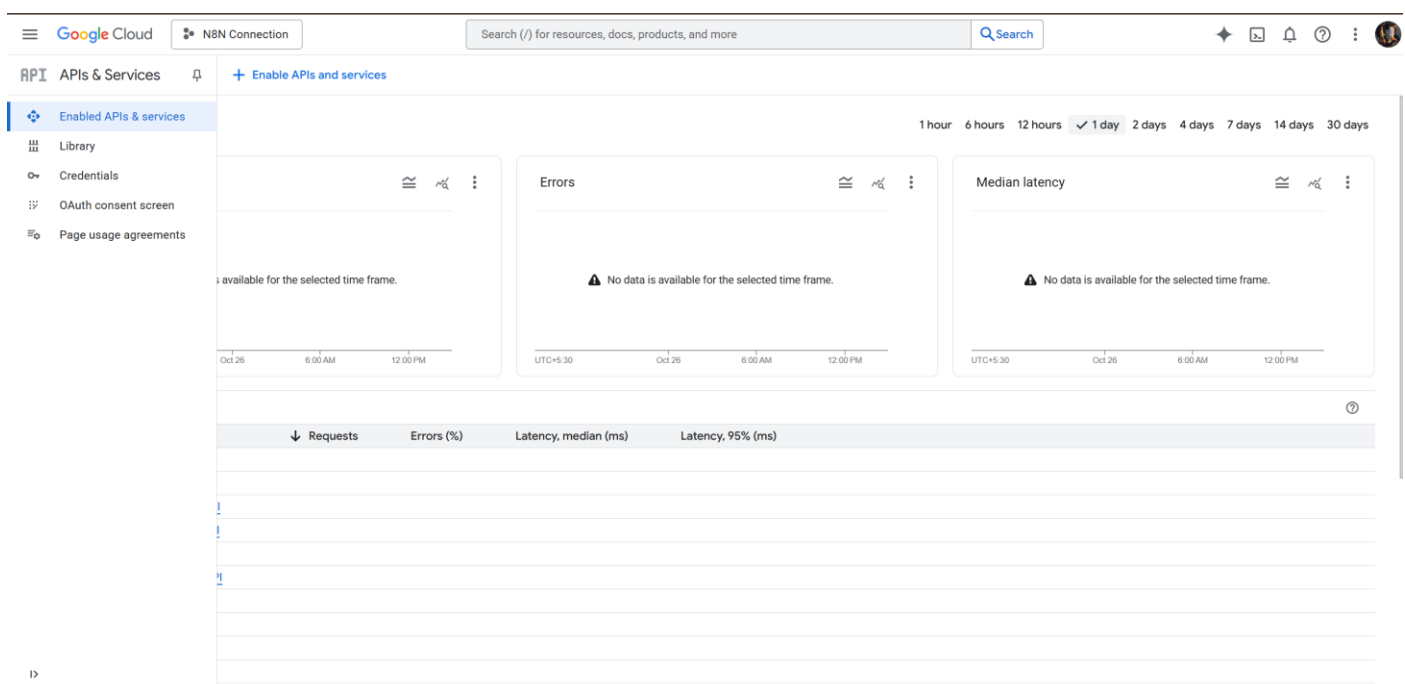 Google Cloud
N8N Connection
Search (/) for resources, docs, products, and more
Search
API APIs & Services
Enable APIs and services
Enabled APIs & services
Library
Credentials
OAuth consent screen
Page usage agreements
1 hour 6 hours 12 hours 1 day 2 days 4 days 7 days 14 days 30 days
Errors
Median latency
available for the selected time frame.
No data is available for the selected time frame.
No data is available for the selected time frame.
Oct 26 6:00 AM 12:00 PM
UTC+5:30 Oct 26 6:00 AM 12:00 PM
UTC+5:30 Oct 26 6:00 AM 12:00 PM
Requests Errors (%) Latency, median (ms) Latency, 95% (ms)